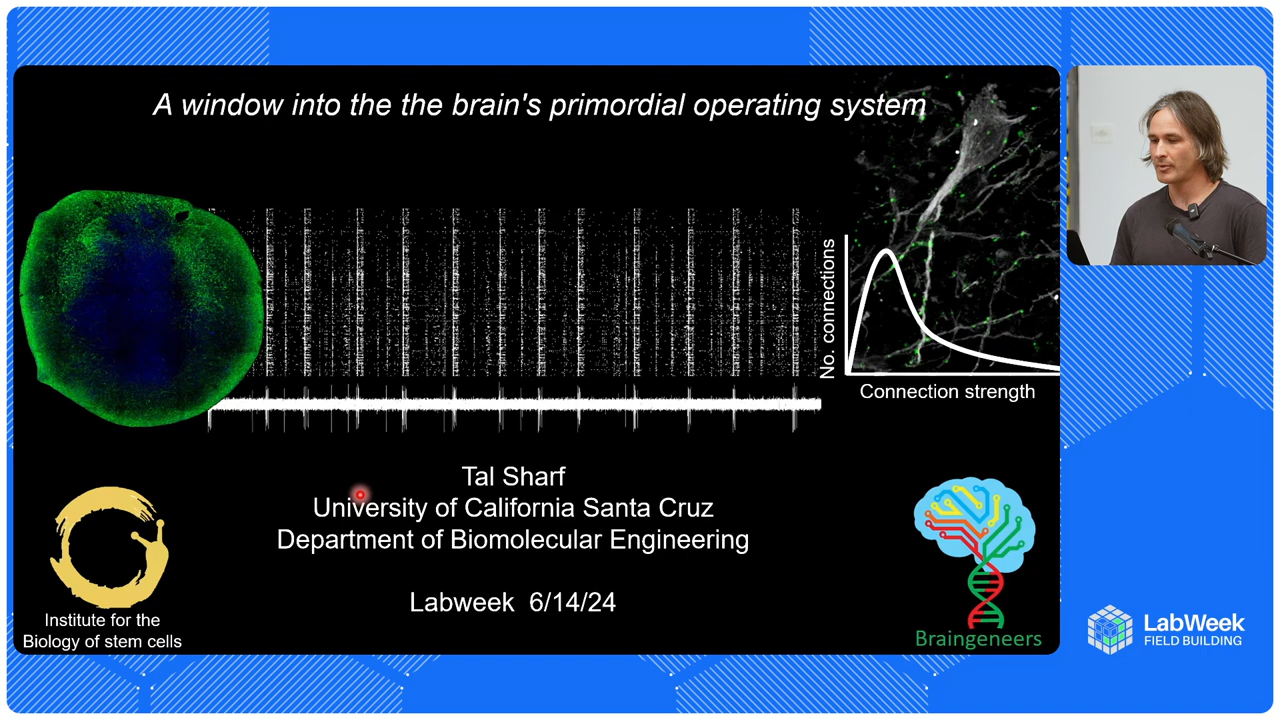 A window into the the brain's primordial operating system
No. connections
Connection strength
Tal Sharf
University of California Santa Cruz
Department of Biomolecular Engineering
Labweek 6/14/24
Institute for the
Biology of stem cells
Braingeneers
LabWeek
FIELD BUILDING